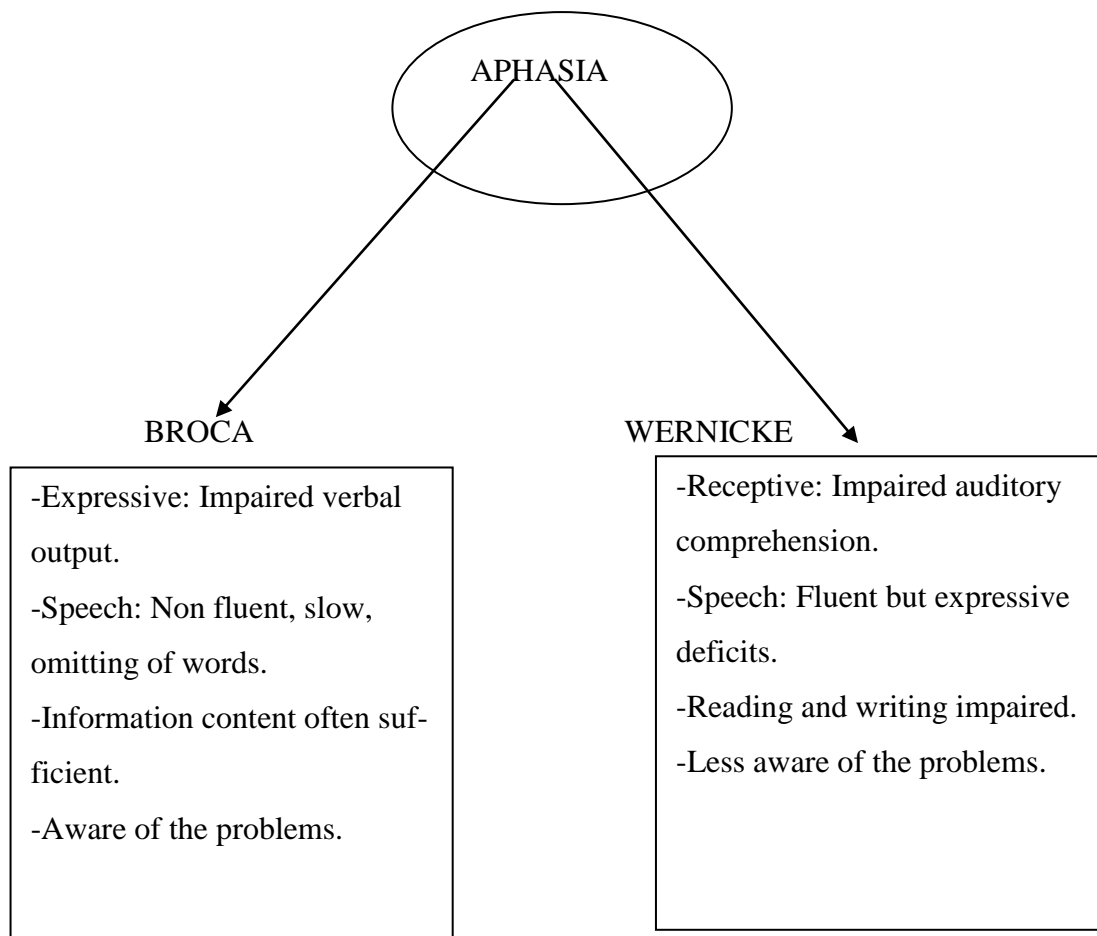 APHASIA
BROCA
-Expressive: Impaired verbal
output.
-Speech: Non fluent, slow,
omitting of words.
-Information content often suf-
ficient.
-Aware of the problems.
WERNICKE
-Receptive: Impaired auditory
comprehension.
-Speech: Fluent but expressive
deficits.
-Reading and writing impaired.
-Less aware of the problems.